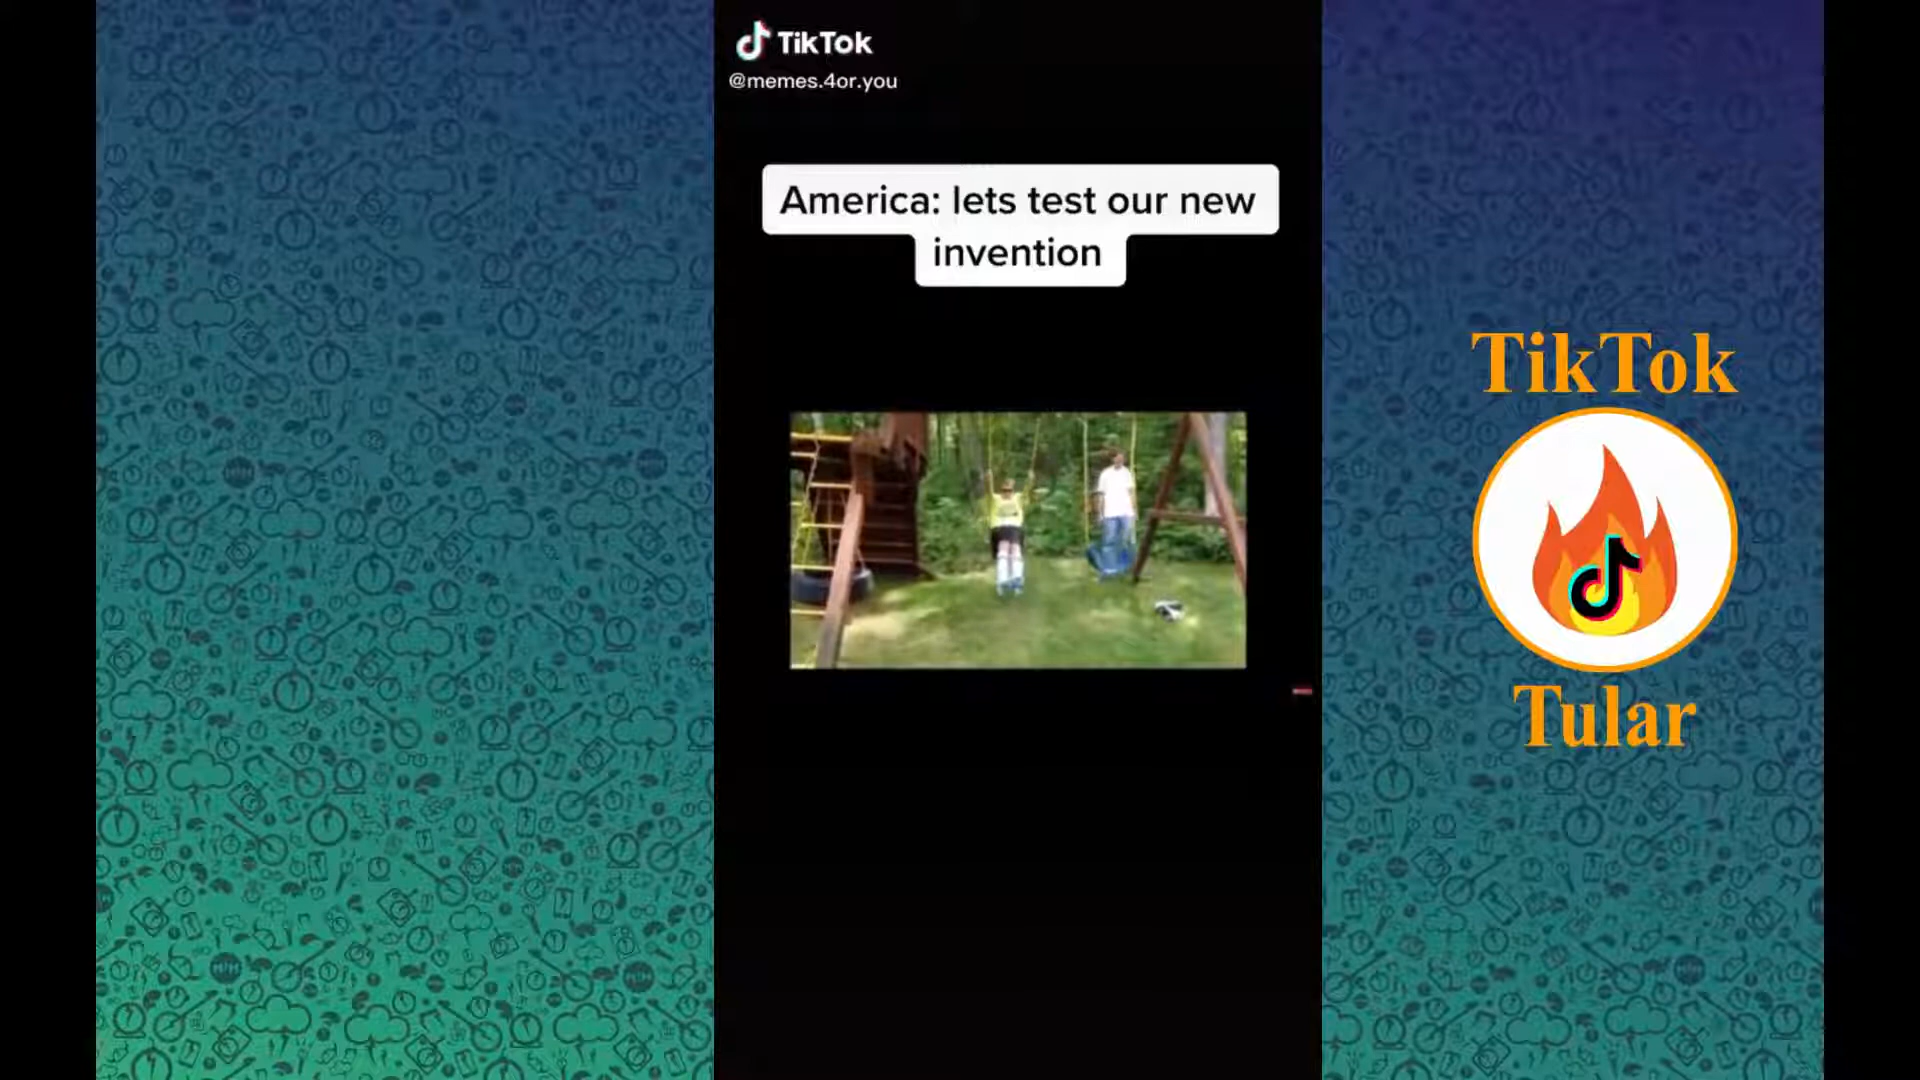 TikTok
@memes.4or.you
America: lets test our new
invention
TikTok
Tular